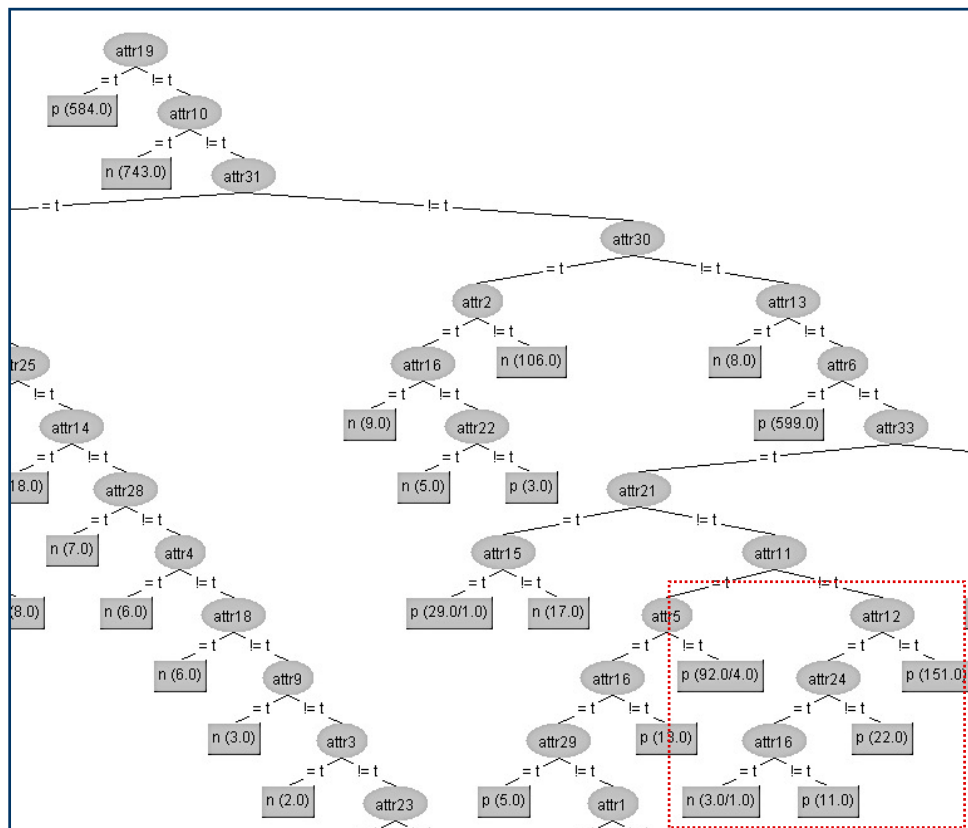 attr19
= t != t
p (584.0) attr10
= t != t
n (743.0) attr31
= t != t
attr30
= t != t
attr2 attr13
= t != t = t != t
attr16 n (106.0) n (8.0) attr6
!= t = t != t = t != t
attr14 n (9.0) attr22 p (599.0) attr33
= t != t = t != t = t
18.0) attr28 n (5.0) p (3.0) attr21
= t != t = t != t
n (7.0) attr4 attr15 attr11
= t != t = t != t = t != t
(8.0) n (6.0) attr18 p (29.0/1.0) n (17.0) attr5 attr12
= t != t = t != t = t != t
n (6.0) attr9 attr16 p (92.0/4.0) attr24 p (151.0)
= t != t = t != t = t != t
n (3.0) attr3 attr29 p (13.0) attr16 p (22.0)
= t != t = t != t = t != t
n (2.0) attr23 p (5.0) attr1 n (3.0/1.0) p (11.0)